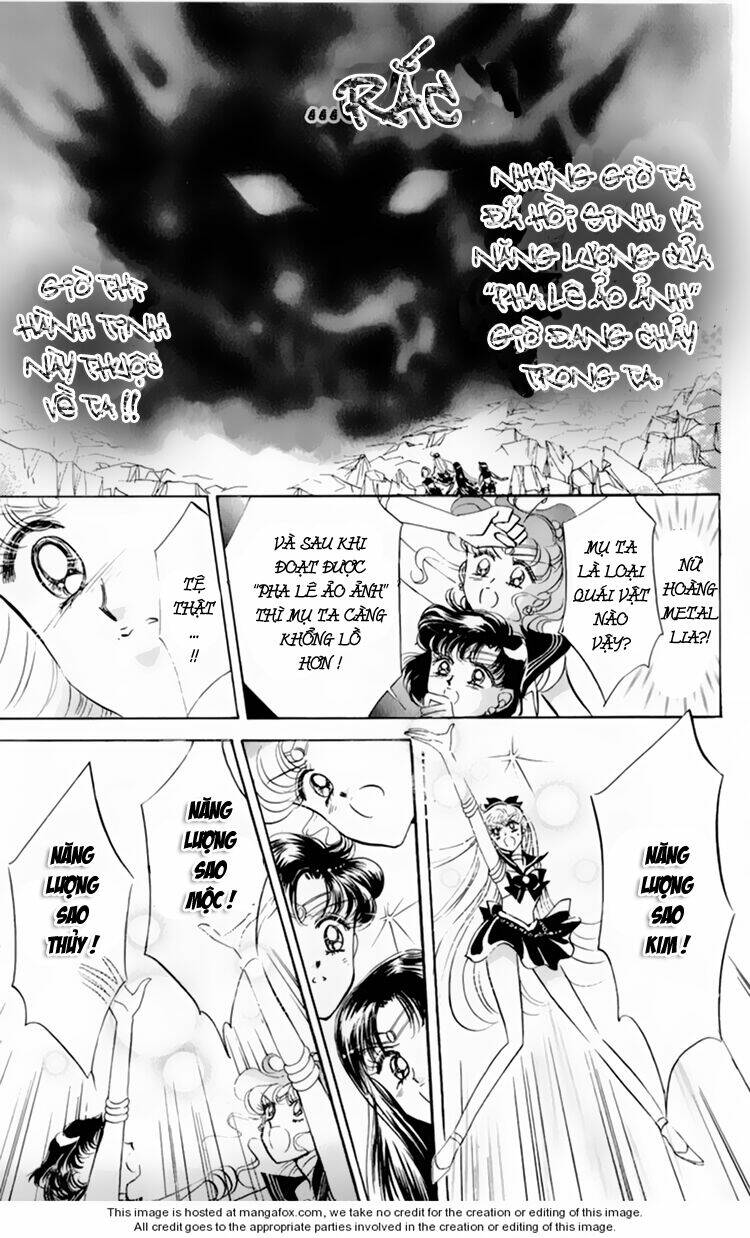 ...RẮC
NHƯNG GIỜ TA
ĐÃ HỒI SINH, VÀ
NĂNG LƯỢNG CỦA
"PHA LÊ ẢO ẢNH"
GIỜ ĐANG CHẢY
TRONG TA.
GIỜ THÌ
HÀNH TINH
NÀY THUỘC
VỀ TA !!
NỮ
HOÀNG
METAL
LIA?!
MỤ TA
LÀ LOẠI
QUÁI VẬT
NÀO
VẬY?
VÀ SAU KHI
ĐOẠT ĐƯỢC
"PHA LÊ ẢO ẢNH"
THÌ MỤ TA CÀNG
KHỔNG LỒ
HƠN !
TỆ
THẬT
...
!!
NĂNG
LƯỢNG
SAO
KIM !
NĂNG
LƯỢNG
SAO
MỘC !
NĂNG
LƯỢNG
SAO
THỦY !
This image is hosted at mangafox.com, we take no credit for the creation or editing of this image.
All credit goes to the appropriate parties involved in the creation or editing of this image.